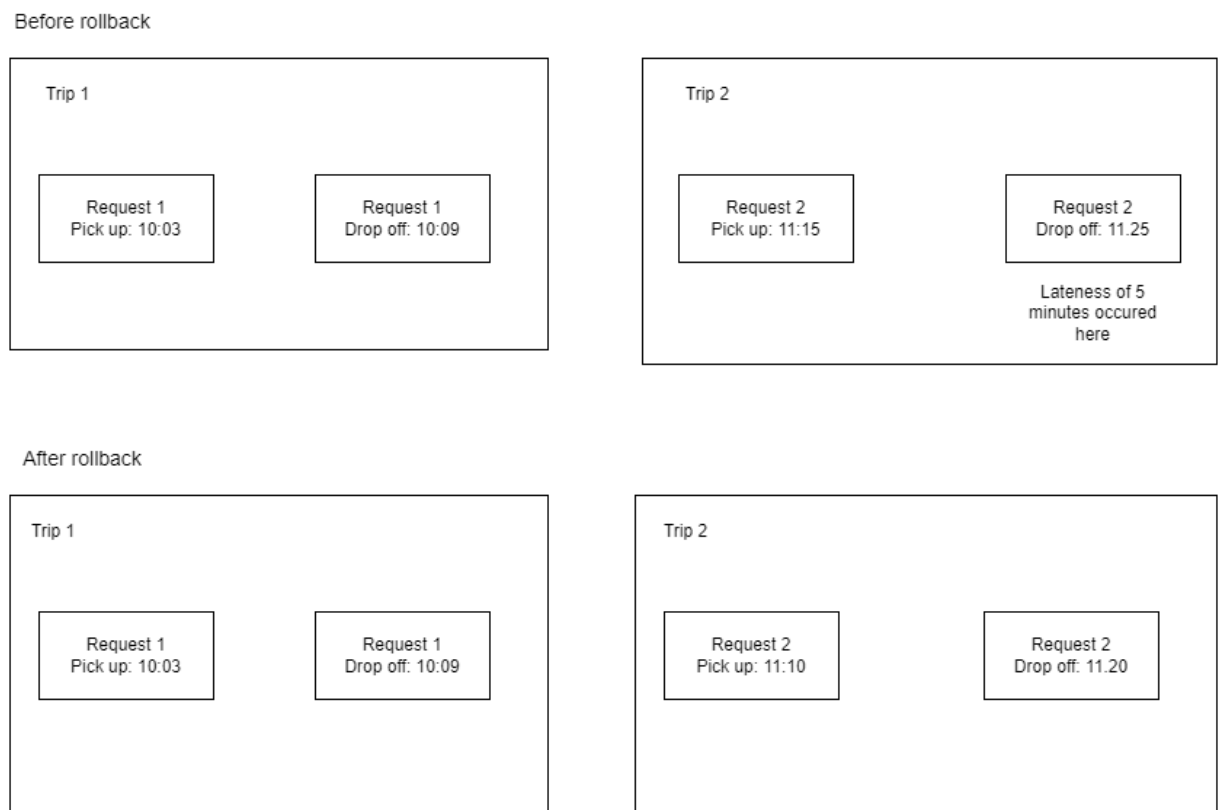 Before rollback
Trip 1
Request 1
Pick up: 10:03
Request 1
Drop off: 10:09
Trip 2
Request 2
Pick up: 11:15
Request 2
Drop off: 11.25
Lateness of 5
minutes occured
here
After rollback
Trip 1
Request 1
Pick up: 10:03
Request 1
Drop off: 10:09
Trip 2
Request 2
Pick up: 11:10
Request 2
Drop off: 11.20